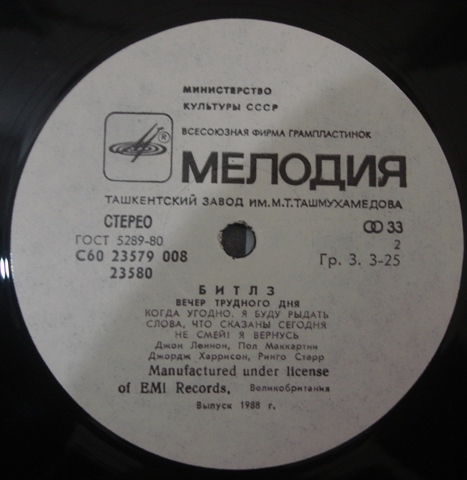 МИНИСТЕРСТВО
КУЛЬТУРЫ СССР
ВСЕСОЮЗНАЯ ФИРМА ГРАМПЛАСТИНОК
МЕЛОДИЯ
ТАШКЕНТСКИЙ ЗАВОД ИМ. М.Т. ТАШМУХАМЕДОВА
СТЕРЕО
33
ГОСТ 5289-80
2
С60 23579 008
Гр. 3. 3-25
23580
БИТЛЗ
ВЕЧЕР ТРУДНОГО ДНЯ
КОГДА УГОДНО. Я БУДУ РЫДАТЬ
СЛОВА, ЧТО СКАЗАНЫ СЕГОДНЯ
НЕ СМЕЙ! Я ВЕРНУСЬ
Джон Леннон, Пол Маккартни
Джордж Харрисон, Ринго Старр
Manufactured under license
of EMI Records, Великобритания
Выпуск 1988 г.